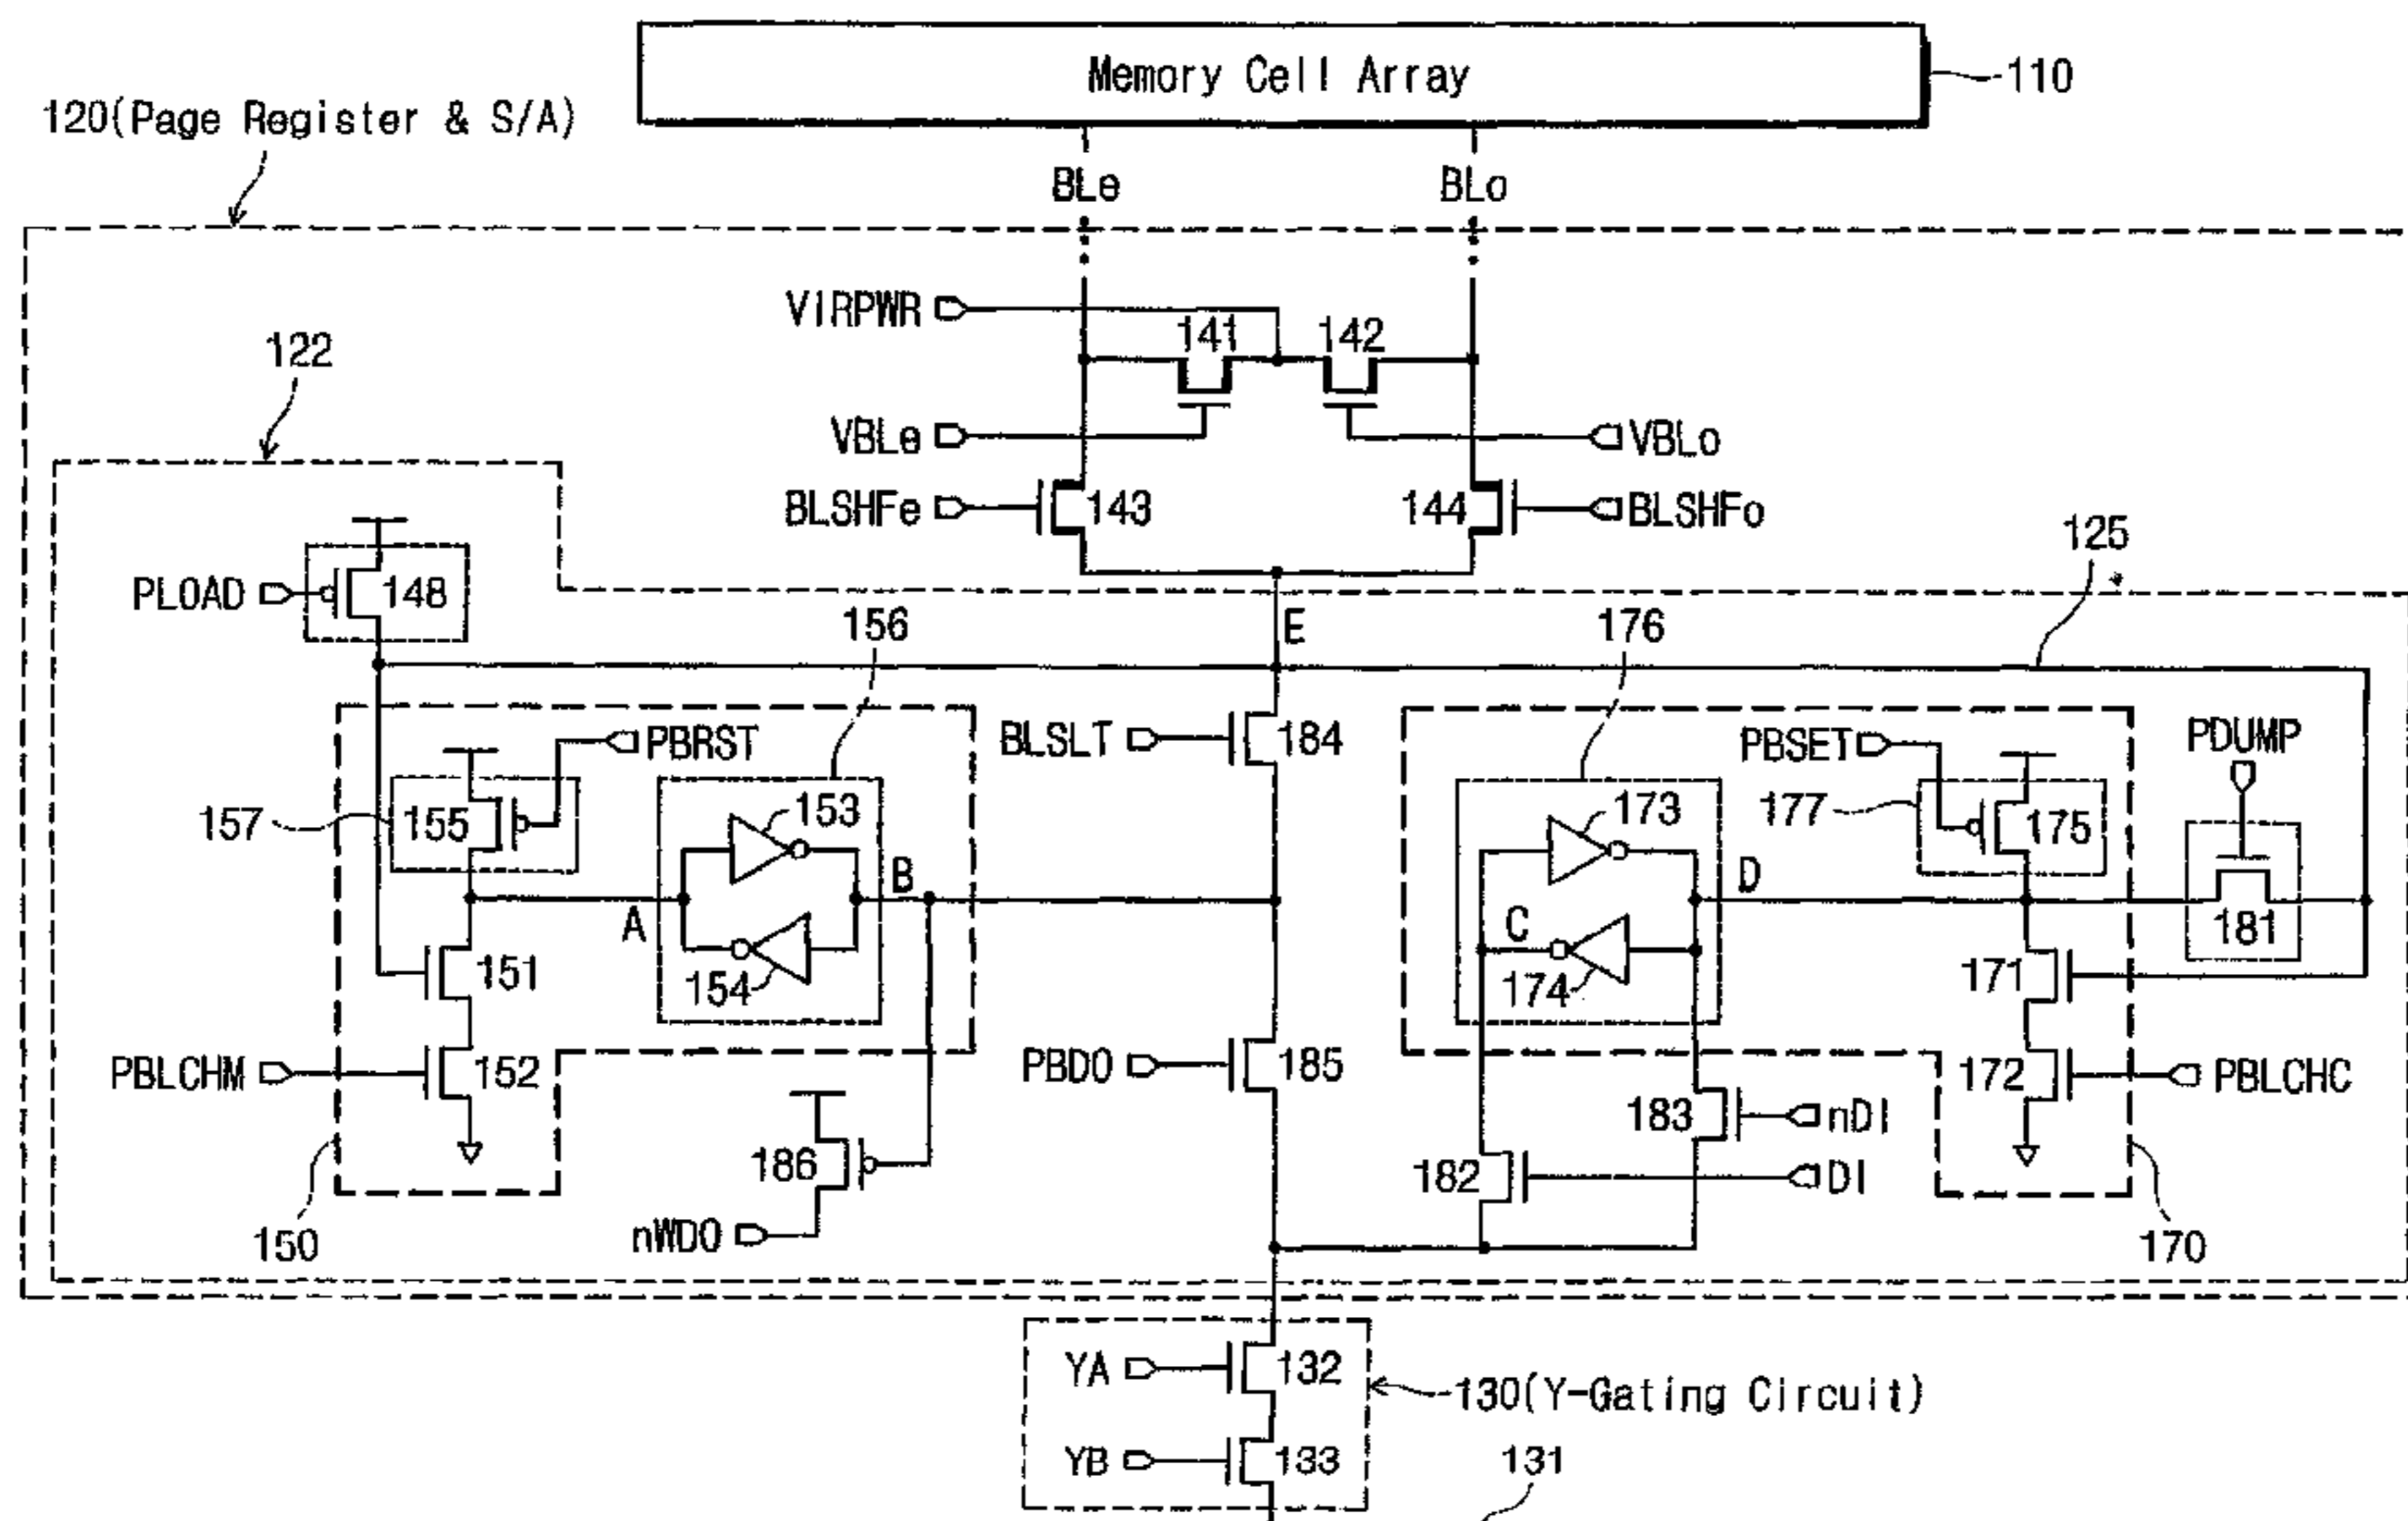 Memory Cell Array
110
120(Page Register & S/A)
BLe
BLo
VIRPWR
141
142
122
VBLe
VBLo
BLSHFe
143
144
BLSHFo
125
PLOAD
148
156
E
176
PBRST
BLSLT
184
PBSET
PDUMP
157
155
153
173
177
175
B
D
A
C
181
154
151
174
171
PBLCHM
152
PBDO
185
172
PBLCHC
183
nDI
186
182
DI
nWDO
150
170
YA
132
130(Y-Gating Circuit)
YB
133
131